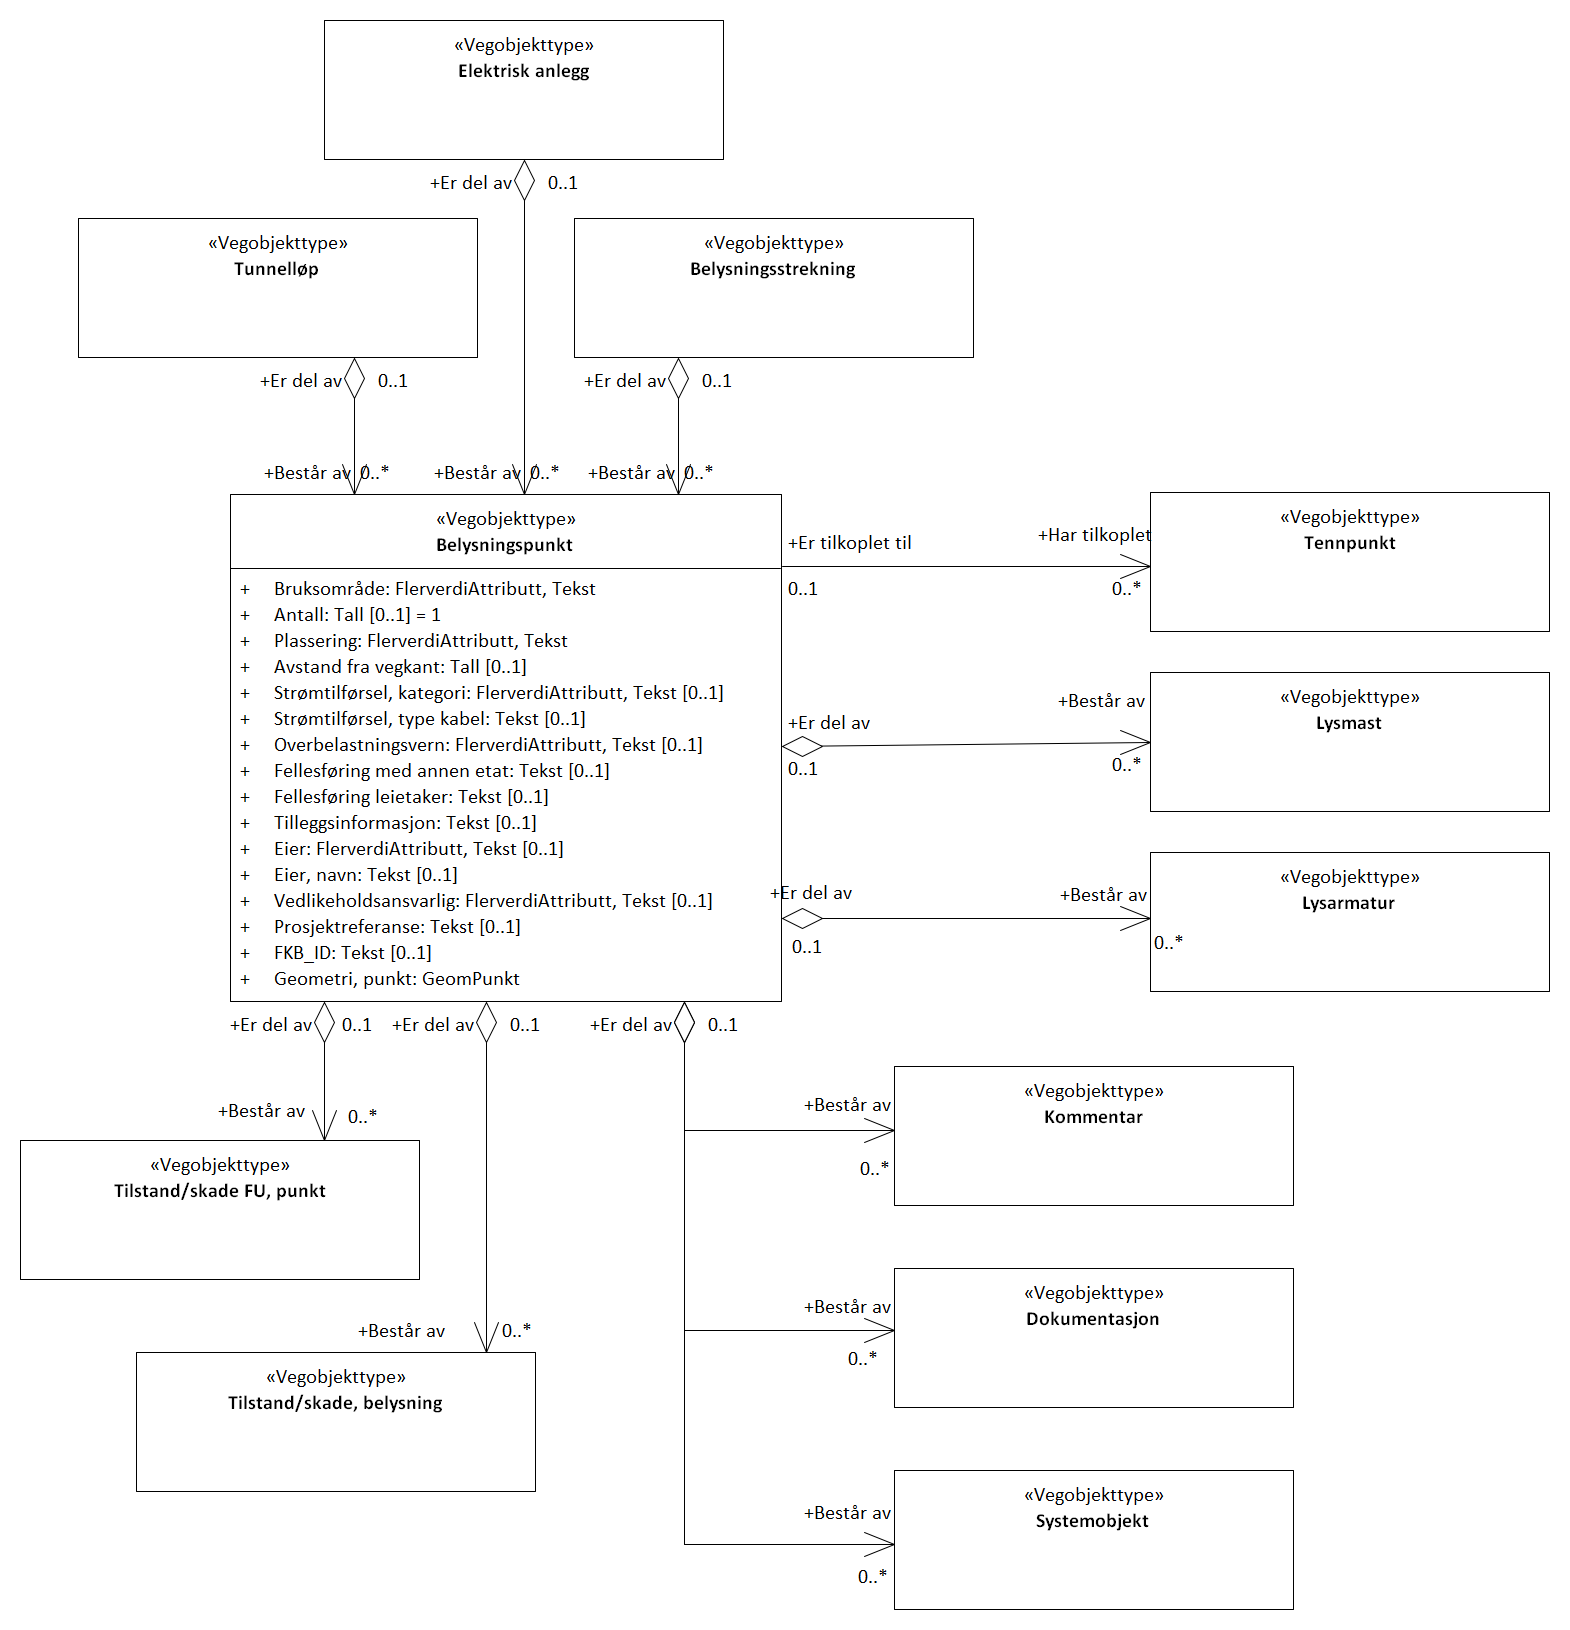 «Vegobjekttype»
Elektrisk anlegg
+Er del av 0..1
«Vegobjekttype»
Tunnelløp
«Vegobjekttype»
Belysningsstrekning
+Er del av 0..1
+Er del av 0..1
+Består av 0..*
+Består av 0..*
+Består av 0..*
«Vegobjekttype»
Belysningspunkt
+ Bruksområde: FlerverdiAttributt, Tekst
+ Antall: Tall [0..1] = 1
+ Plassering: FlerverdiAttributt, Tekst
+ Avstand fra vegkant: Tall [0..1]
+ Strømtilførsel, kategori: FlerverdiAttributt, Tekst [0..1]
+ Strømtilførsel, type kabel: Tekst [0..1]
+ Overbelastningsvern: FlerverdiAttributt, Tekst [0..1]
+ Fellesføring med annen etat: Tekst [0..1]
+ Fellesføring leietaker: Tekst [0..1]
+ Tilleggsinformasjon: Tekst [0..1]
+ Eier: FlerverdiAttributt, Tekst [0..1]
+ Eier, navn: Tekst [0..1]
+ Vedlikeholdsansvarlig: FlerverdiAttributt, Tekst [0..1]
+ Prosjektreferanse: Tekst [0..1]
+ FKB_ID: Tekst [0..1]
+ Geometri, punkt: GeomPunkt
+Er tilkoplet til
+Har tilkoplet
0..1
0..*
«Vegobjekttype»
Tennpunkt
+Er del av
+Består av
0..1
0..*
«Vegobjekttype»
Lysmast
+Er del av
+Består av
0..1
0..*
«Vegobjekttype»
Lysarmatur
+Er del av 0..1
+Er del av 0..1
+Er del av 0..1
+Består av 0..*
«Vegobjekttype»
Tilstand/skade FU, punkt
+Består av 0..*
«Vegobjekttype»
Tilstand/skade, belysning
+Består av
0..*
«Vegobjekttype»
Kommentar
+Består av
0..*
«Vegobjekttype»
Dokumentasjon
+Består av
0..*
«Vegobjekttype»
Systemobjekt